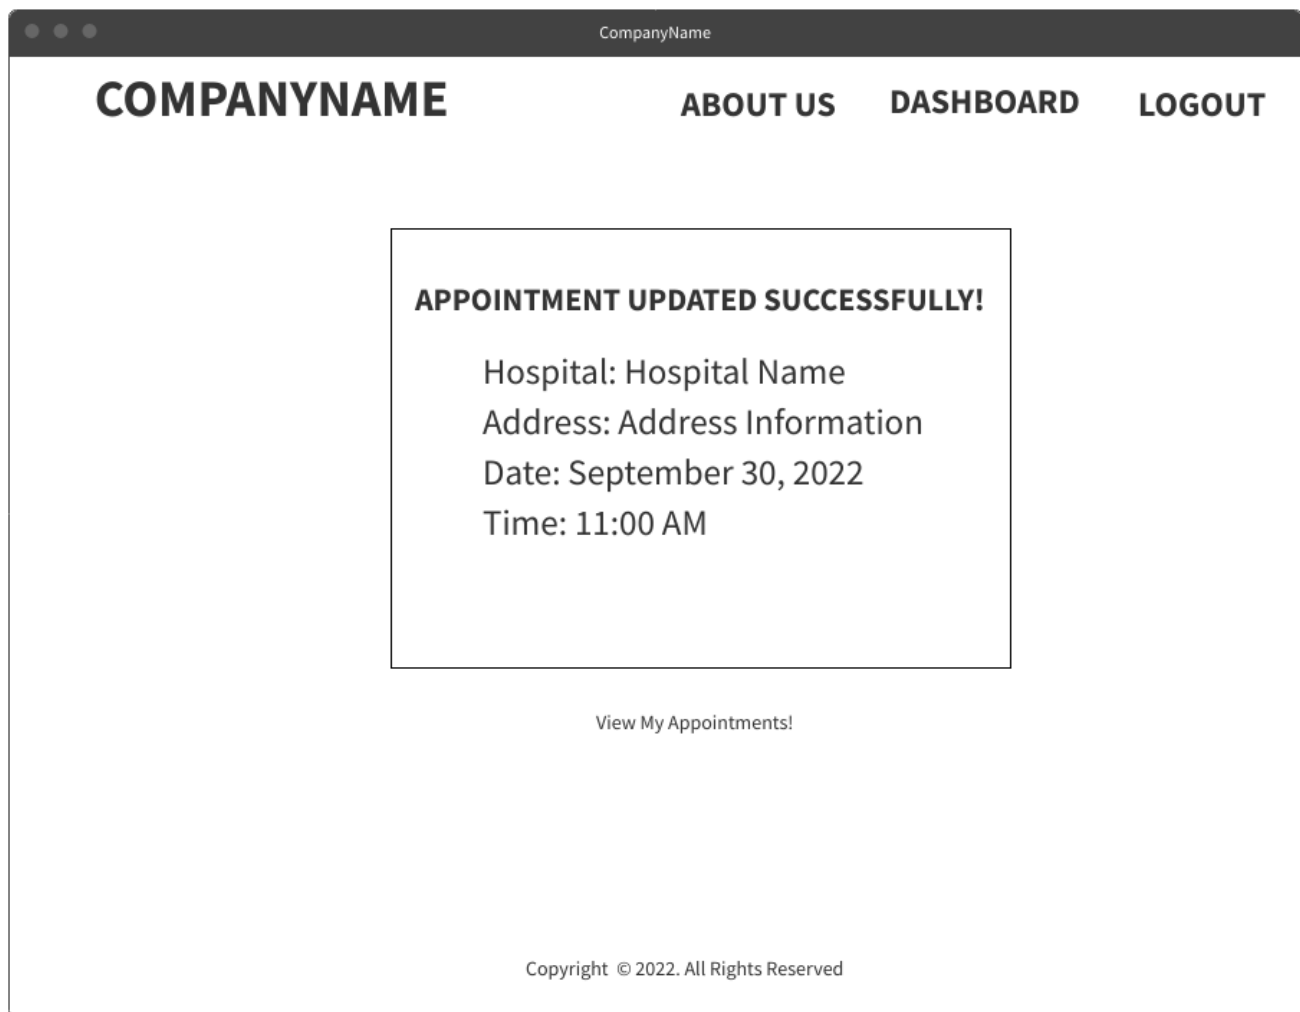 CompanyName
COMPANYNAME
ABOUT US DASHBOARD LOGOUT
APPOINTMENT UPDATED SUCCESSFULLY!
Hospital: Hospital Name
Address: Address Information
Date: September 30, 2022
Time: 11:00 AM
View My Appointments!
Copyright © 2022. All Rights Reserved